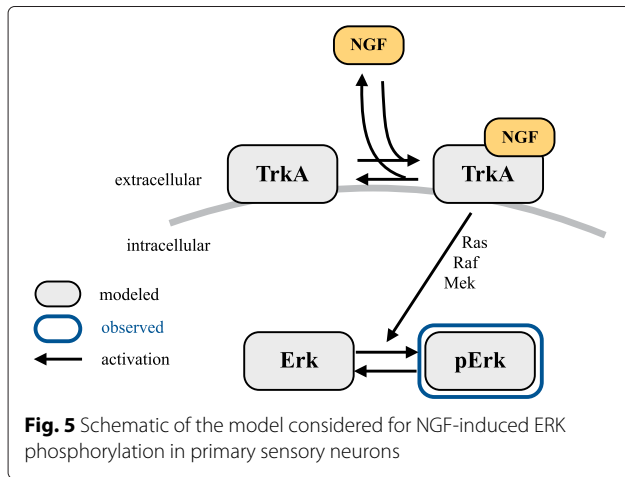 NGF
NGF
TrkA
TrkA
extracellular
intracellular
Ras
Raf
Mek
modeled
observed
activation
Erk
pErk
Fig. 5 Schematic of the model considered for NGF-induced ERK
phosphorylation in primary sensory neurons